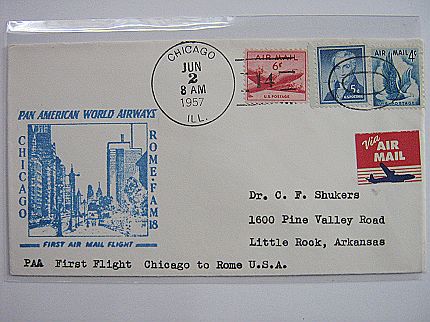 CHICAGO
JUN
2
8 AM
1957
ILL.
AIR MAIL
6¢
U.S. POSTAGE
14
5¢
AIR MAIL 4¢
Via
AIR
MAIL
PAN AMERICAN WORLD AIRWAYS
CHICAGO
ROME-FAM 18
FIRST AIR MAIL FLIGHT
Dr. C. F. Shukers
1600 Pine Valley Road
Little Rock, Arkansas
PAA First Flight Chicago to Rome U.S.A.